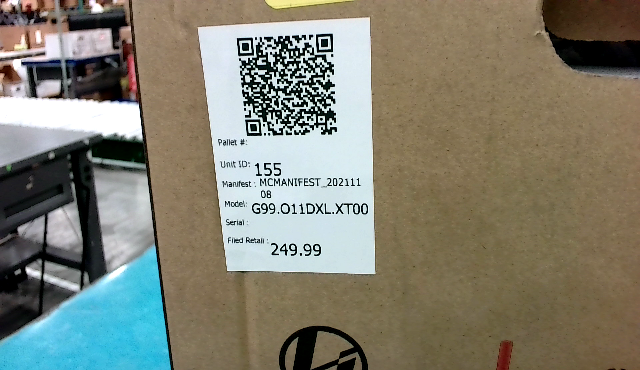 Pallet #:
Unit ID: 155
Manifest : MCMANIFEST_202111
08
Model: G99.O11DXL.XT00
Serial :
Filed Retail : 249.99